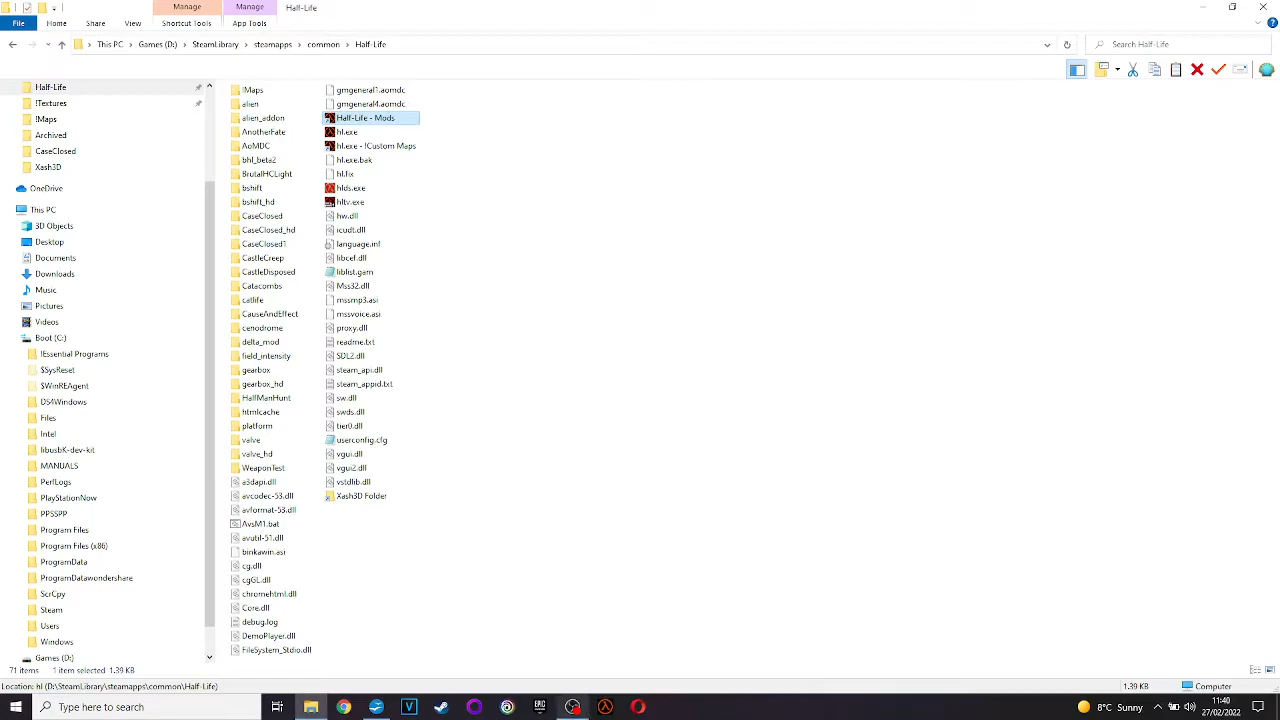 Manage
Manage
Half-Life
File
Home
Share
View
Shortcut Tools
App Tools
This PC
Games (D:)
SteamLibrary
steamapps
common
Half-Life
Search Half-Life
Half-Life
!Textures
!Maps
Archived
CaseClosed
Xash3D
OneDrive
This PC
3D Objects
Desktop
Documents
Downloads
Music
Pictures
Videos
Boot (C:)
!Essential Programs
$SysReset
$WinREAgent
DS4Windows
Files
Intel
libusbK-dev-kit
MANUALS
PerfLogs
PlayStationNow
PPSSPP
Program Files
Program Files (x86)
ProgramData
ProgramDatawondershare
ScrCpy
Steam
Users
Windows
Games (D:)
!Maps
alien
alien_addon
AnotherFate
AoMDC
bhl_beta2
BrutalHCLight
bshift
bshift_hd
CaseClosed
CaseClosed_hd
CaseClosed1
CastleCreep
CastleDisposed
Catacombs
catlife
CauseAndEffect
cenodrome
delta_mod
field_intensity
gearbox
gearbox_hd
HalfManHunt
htmlcache
platform
valve
valve_hd
WeaponTest
a3dapi.dll
avcodec-53.dll
avformat-53.dll
AvsM1.bat
avutil-51.dll
binkawin.asi
cg.dll
cgGL.dll
chromehtml.dll
Core.dll
debug.log
DemoPlayer.dll
FileSystem_Stdio.dll
gmgeneral1.aomdc
gmgeneral4.aomdc
Half-Life - Mods
hl.exe
hl.exe - !Custom Maps
hl.exe.bak
hl.fix
hlds.exe
hltv.exe
hw.dll
icudt.dll
language.inf
libcef.dll
liblist.gam
Mss32.dll
mssmp3.asi
mssvoice.asi
proxy.dll
readme.txt
SDL2.dll
steam_api.dll
steam_appid.txt
sw.dll
swds.dll
tier0.dll
userconfig.cfg
vgui.dll
vgui2.dll
vstdlib.dll
Xash3D Folder
71 items
1 item selected 1.39 KB
Location: hl (D:\SteamLibrary\steamapps\common\Half-Life)
1.39 KB
Computer
Type here to search
EPIC
8°C Sunny
11:40
27/02/2022